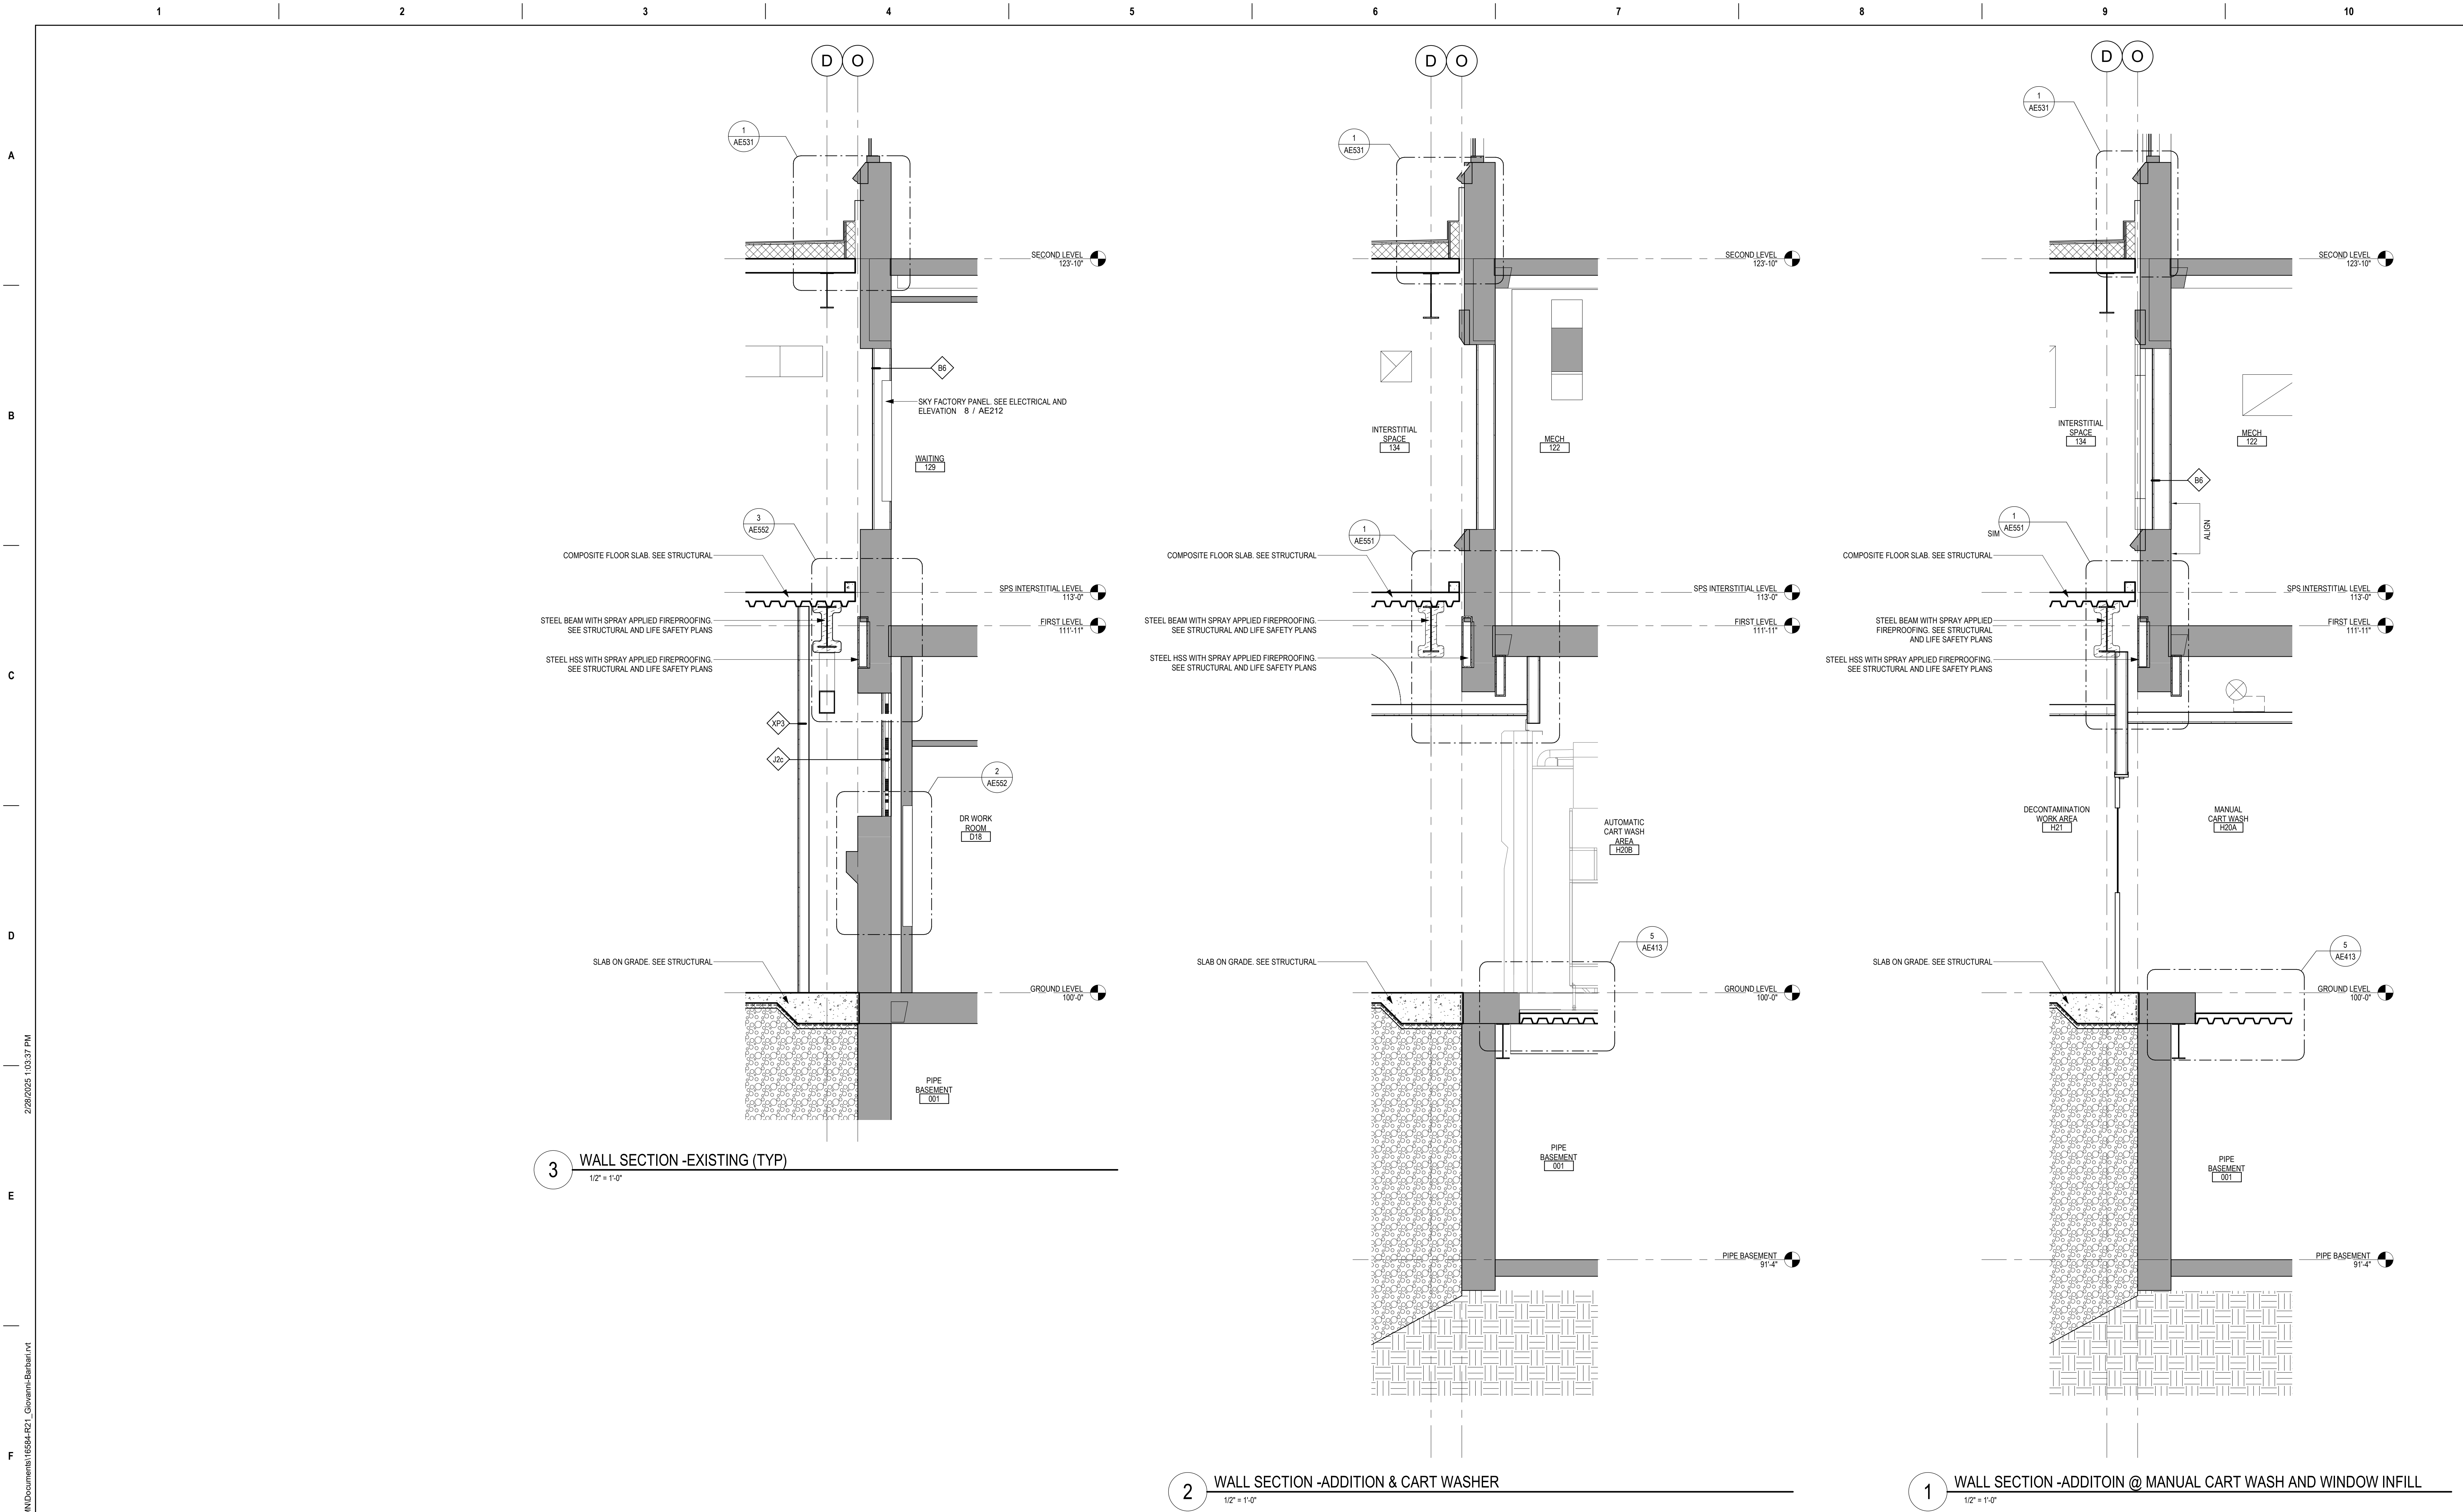 1 2 3 4 5 6 7 8 9 10
A
B
C
D
E
F
2/28/2025 1:03:37 PM
D O
1
AE531
SECOND LEVEL
123'-10"
B6
SKY FACTORY PANEL. SEE ELECTRICAL AND
ELEVATION 8 / AE212
WAITING
129
3
AE552
COMPOSITE FLOOR SLAB. SEE STRUCTURAL
SPS INTERSTITIAL LEVEL
113'-0"
STEEL BEAM WITH SPRAY APPLIED FIREPROOFING.
SEE STRUCTURAL AND LIFE SAFETY PLANS
FIRST LEVEL
111'-11"
STEEL HSS WITH SPRAY APPLIED FIREPROOFING.
SEE STRUCTURAL AND LIFE SAFETY PLANS
XP3
J2c
2
AE552
DR WORK
ROOM
D18
SLAB ON GRADE. SEE STRUCTURAL
GROUND LEVEL
100'-0"
PIPE
BASEMENT
001
3
WALL SECTION -EXISTING (TYP)
1/2" = 1'-0"
D O
1
AE531
SECOND LEVEL
123'-10"
INTERSTITIAL
SPACE
134
MECH
122
1
AE551
COMPOSITE FLOOR SLAB. SEE STRUCTURAL
SPS INTERSTITIAL LEVEL
113'-0"
STEEL BEAM WITH SPRAY APPLIED FIREPROOFING.
SEE STRUCTURAL AND LIFE SAFETY PLANS
FIRST LEVEL
111'-11"
STEEL HSS WITH SPRAY APPLIED FIREPROOFING.
SEE STRUCTURAL AND LIFE SAFETY PLANS
AUTOMATIC
CART WASH
AREA
H20B
5
AE413
SLAB ON GRADE. SEE STRUCTURAL
GROUND LEVEL
100'-0"
PIPE
BASEMENT
001
PIPE BASEMENT
91'-4"
2
WALL SECTION -ADDITION & CART WASHER
1/2" = 1'-0"
D O
1
AE531
SECOND LEVEL
123'-10"
INTERSTITIAL
SPACE
134
MECH
122
B6
1
AE551
SIM
ALIGN
COMPOSITE FLOOR SLAB. SEE STRUCTURAL
SPS INTERSTITIAL LEVEL
113'-0"
STEEL BEAM WITH SPRAY APPLIED
FIREPROOFING. SEE STRUCTURAL
AND LIFE SAFETY PLANS
FIRST LEVEL
111'-11"
STEEL HSS WITH SPRAY APPLIED FIREPROOFING.
SEE STRUCTURAL AND LIFE SAFETY PLANS
DECONTAMINATION
WORK AREA
H21
MANUAL
CART WASH
H20A
5
AE413
SLAB ON GRADE. SEE STRUCTURAL
GROUND LEVEL
100'-0"
PIPE
BASEMENT
001
PIPE BASEMENT
91'-4"
1
WALL SECTION -ADDITOIN @ MANUAL CART WASH AND WINDOW INFILL
1/2" = 1'-0"
\Documents\16584-R21_Giovanni-Barbari.rvt